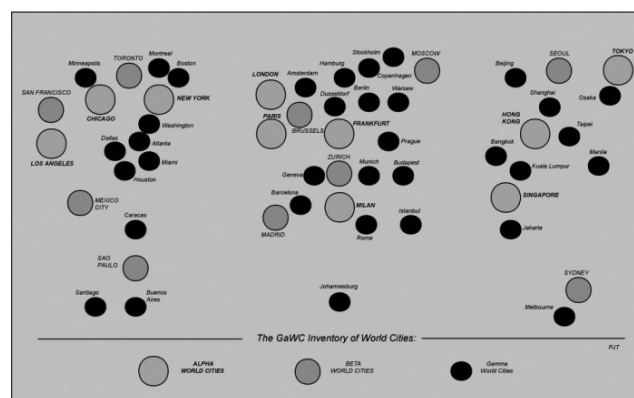 Minneapolis
TORONTO
Montreal
Boston
SAN FRANCISCO
CHICAGO
NEW YORK
Washington
LOS ANGELES
Dallas
Atlanta
Miami
Houston
MEXICO
CITY
Caracas
SAO
PAULO
Santiago
Buenos
Aires
Stockholm
MOSCOW
Hamburg
Copenhagen
LONDON
Amsterdam
Dusseldorf
Berlin
Warsaw
PARIS
BRUSSELS
FRANKFURT
Prague
ZURICH
Geneva
Munich
Budapest
Barcelona
MILAN
MADRID
Rome
Istanbul
Johannesburg
TOKYO
Beijing
SEOUL
Osaka
Shanghai
HONG
KONG
Taipei
Bangkok
Manila
Kuala Lumpur
SINGAPORE
Jakarta
SYDNEY
Melbourne
The GaWC Inventory of World Cities:
PJT
ALPHA
WORLD CITIES
BETA
WORLD CITIES
Gamma
World Cities